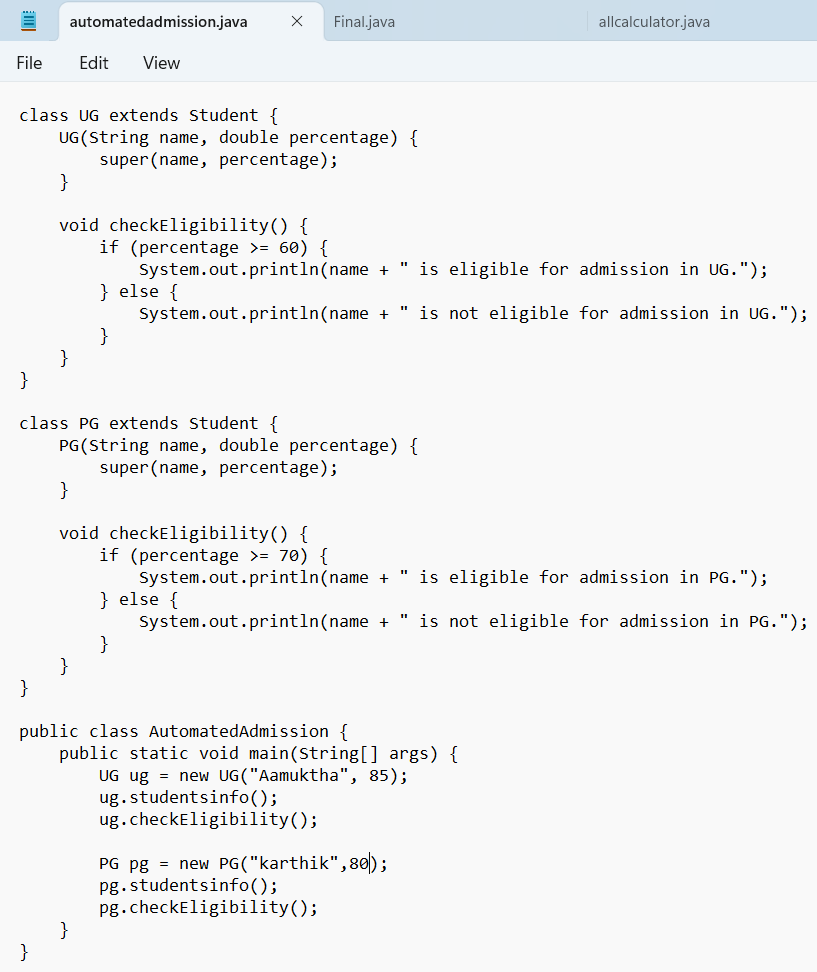 automatedadmission.java
Final.java
allcalculator.java
File
Edit
View
class UG extends Student {
    UG(String name, double percentage) {
        super(name, percentage);
    }

    void checkEligibility() {
        if (percentage >= 60) {
            System.out.println(name + " is eligible for admission in UG.");
        } else {
            System.out.println(name + " is not eligible for admission in UG.");
        }
    }
}

class PG extends Student {
    PG(String name, double percentage) {
        super(name, percentage);
    }

    void checkEligibility() {
        if (percentage >= 70) {
            System.out.println(name + " is eligible for admission in PG.");
        } else {
            System.out.println(name + " is not eligible for admission in PG.");
        }
    }
}

public class AutomatedAdmission {
    public static void main(String[] args) {
        UG ug = new UG("Aamuktha", 85);
        ug.studentsinfo();
        ug.checkEligibility();

        PG pg = new PG("karthik",80);
        pg.studentsinfo();
        pg.checkEligibility();
    }
}